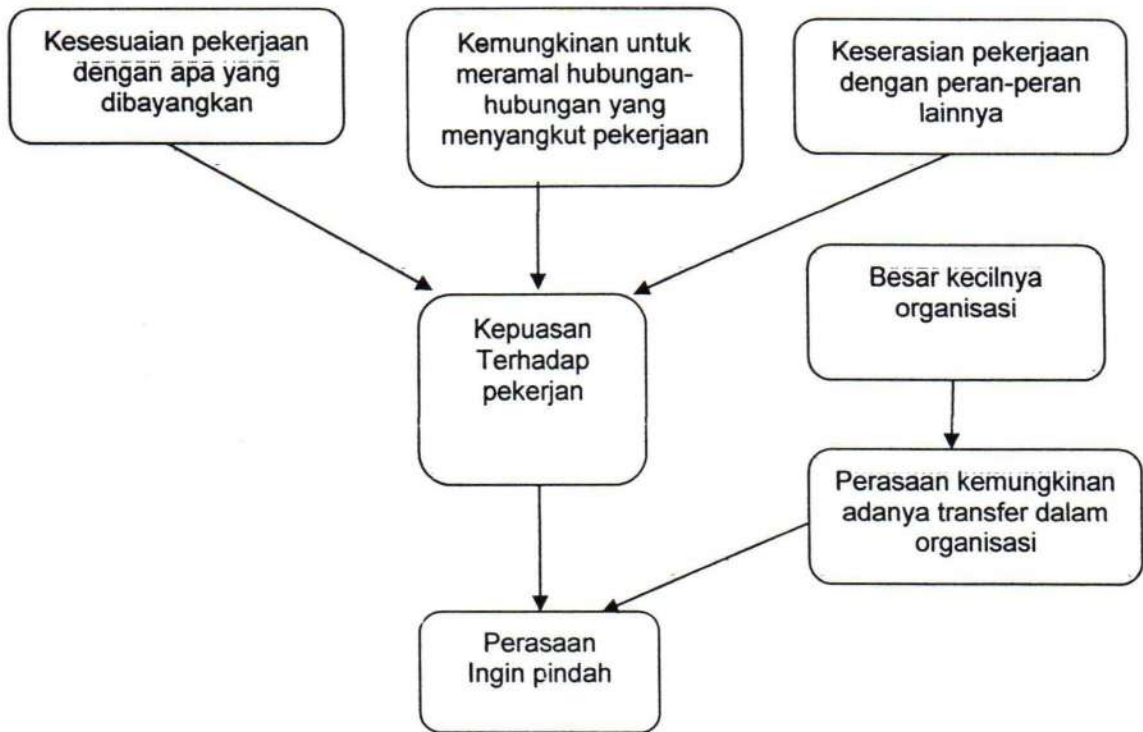 Kesesuaian pekerjaan
dengan apa yang
dibayangkan
Kemungkinan untuk
meramal hubungan-
hubungan yang
menyangkut pekerjaan
Keserasian pekerjaan
dengan peran-peran
lainnya
Kepuasan
Terhadap
pekerjan
Besar kecilnya
organisasi
Perasaan kemungkinan
adanya transfer dalam
organisasi
Perasaan
Ingin pindah